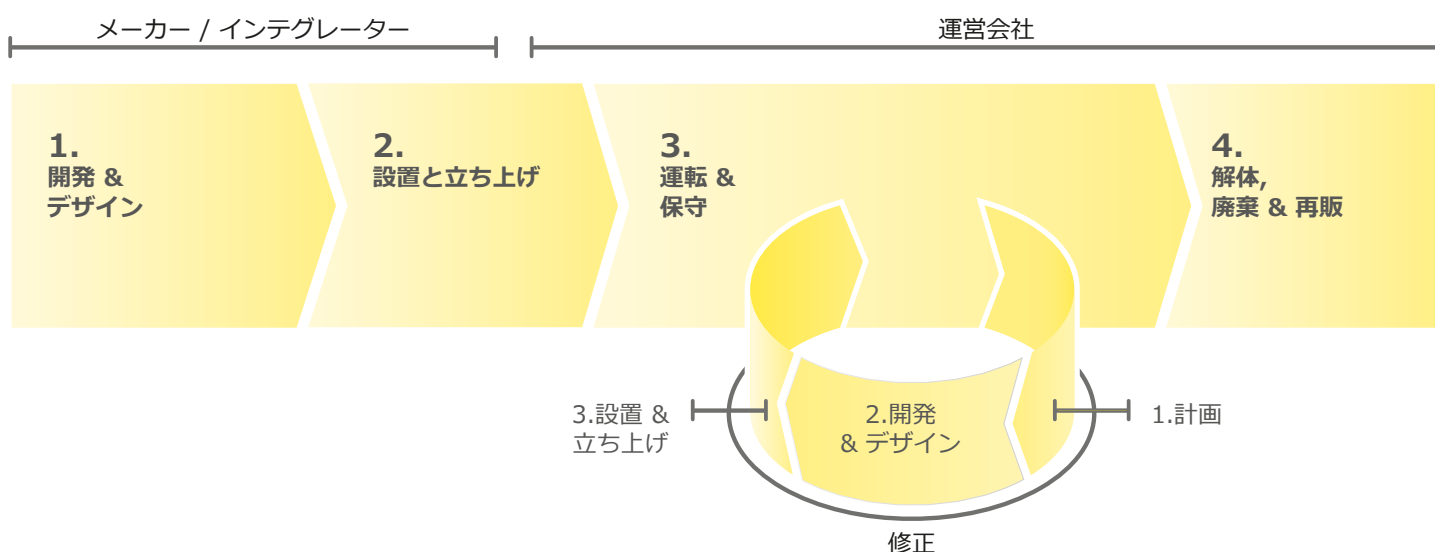 メーカー / インテグレーター
運営会社
1.
開発 &
デザイン
2.
設置と立ち上げ
3.
運転 &
保守
4.
解体,
廃棄 & 再販
3.設置 &
立ち上げ
2.開発
& デザイン
1.計画
修正